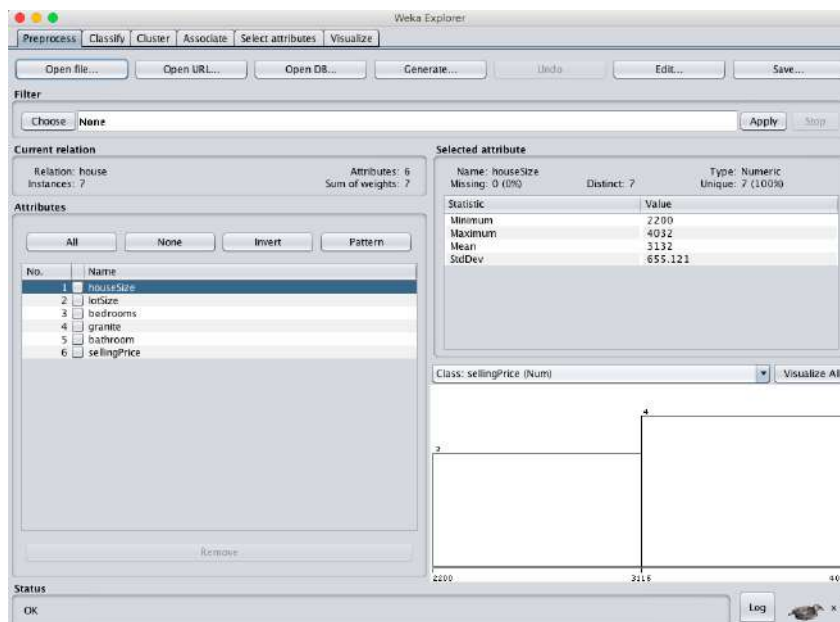 Weka Explorer
Preprocess Classify Cluster Associate Select attributes Visualize
Open file... Open URL... Open DB... Generate... Undo Edit... Save...
Filter
Choose None Apply Stop
Current relation
Relation: house Attributes: 6
Instances: 7 Sum of weights: 7
Attributes
All None Invert Pattern
No. Name
1 houseSize
2 lotSize
3 bedrooms
4 granite
5 bathroom
6 sellingPrice
Remove
Selected attribute
Name: houseSize Type: Numeric
Missing: 0 (0%) Distinct: 7 Unique: 7 (100%)
Statistic Value
Minimum 2200
Maximum 4032
Mean 3132
StdDev 655.121
Class: sellingPrice (Num) Visualize All
3
4
2200 3116 40
Status
OK
Log x